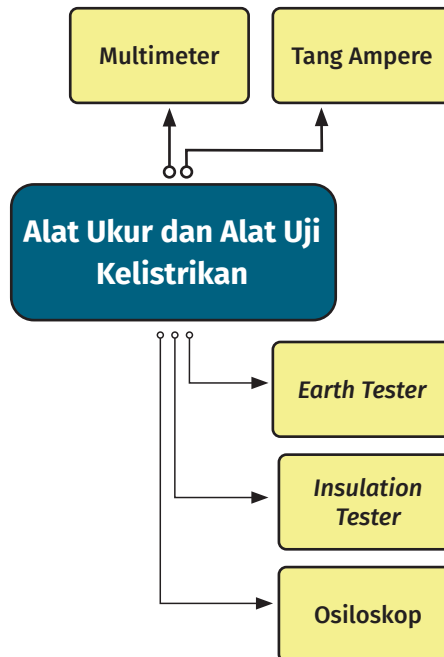 Multimeter
Tang Ampere
Alat Ukur dan Alat Uji
Kelistrikan
Earth Tester
Insulation
Tester
Osiloskop